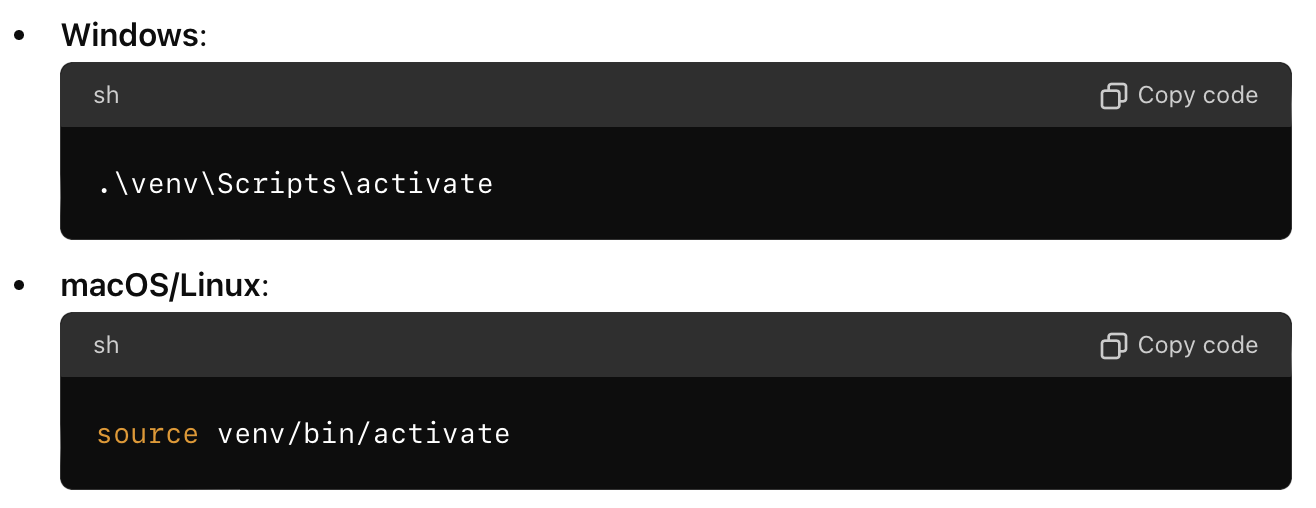 • Windows:
sh Copy code
.\venv\Scripts\activate
• macOS/Linux:
sh Copy code
source venv/bin/activate